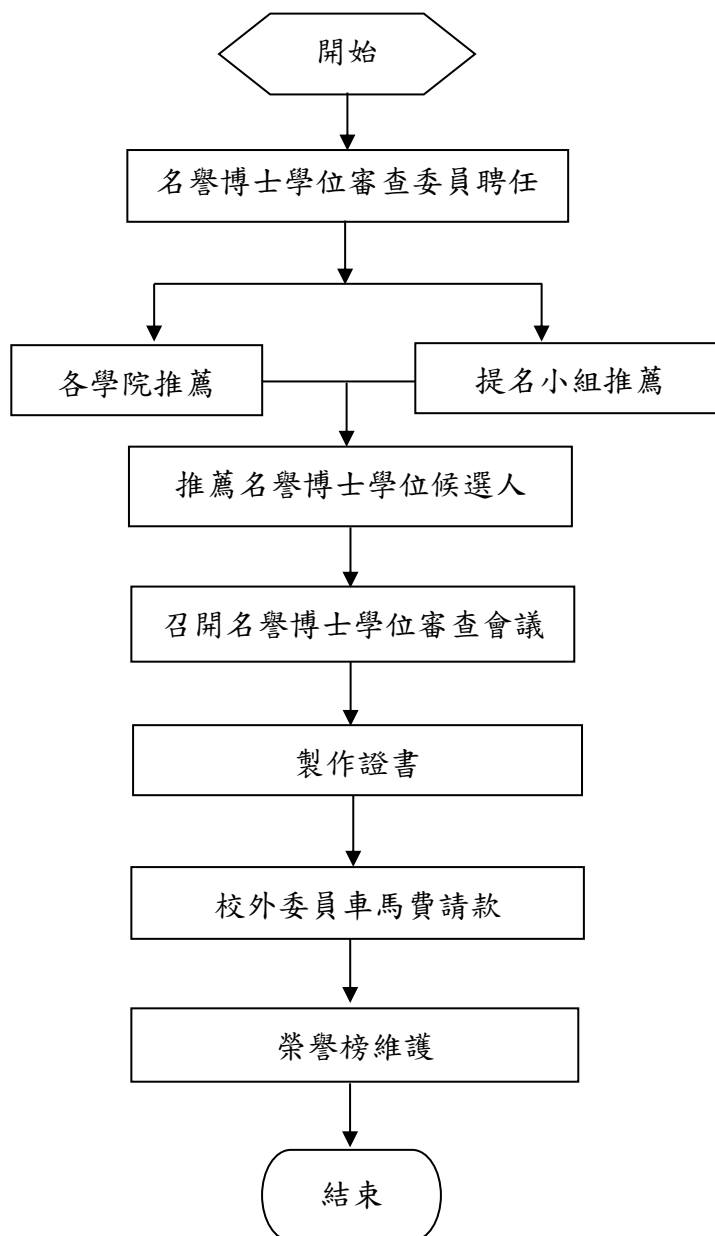 開始
名譽博士學位審查委員聘任
各學院推薦
提名小組推薦
推薦名譽博士學位候選人
召開名譽博士學位審查會議
製作證書
校外委員車馬費請款
榮譽榜維護
結束